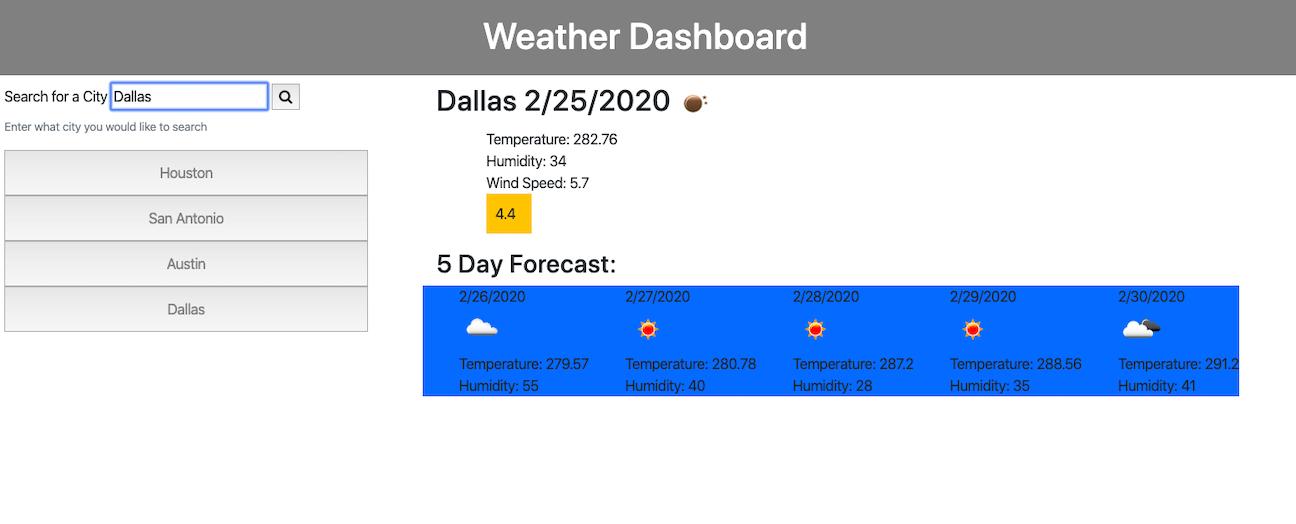 Weather Dashboard
Search for a City Dallas
Enter what city you would like to search
Houston
San Antonio
Austin
Dallas
Dallas 2/25/2020
Temperature: 282.76
Humidity: 34
Wind Speed: 5.7
4.4
5 Day Forecast:
2/26/2020 2/27/2020 2/28/2020 2/29/2020 2/30/2020
Temperature: 279.57 Temperature: 280.78 Temperature: 287.2 Temperature: 288.56 Temperature: 291.2
Humidity: 55 Humidity: 40 Humidity: 28 Humidity: 35 Humidity: 41